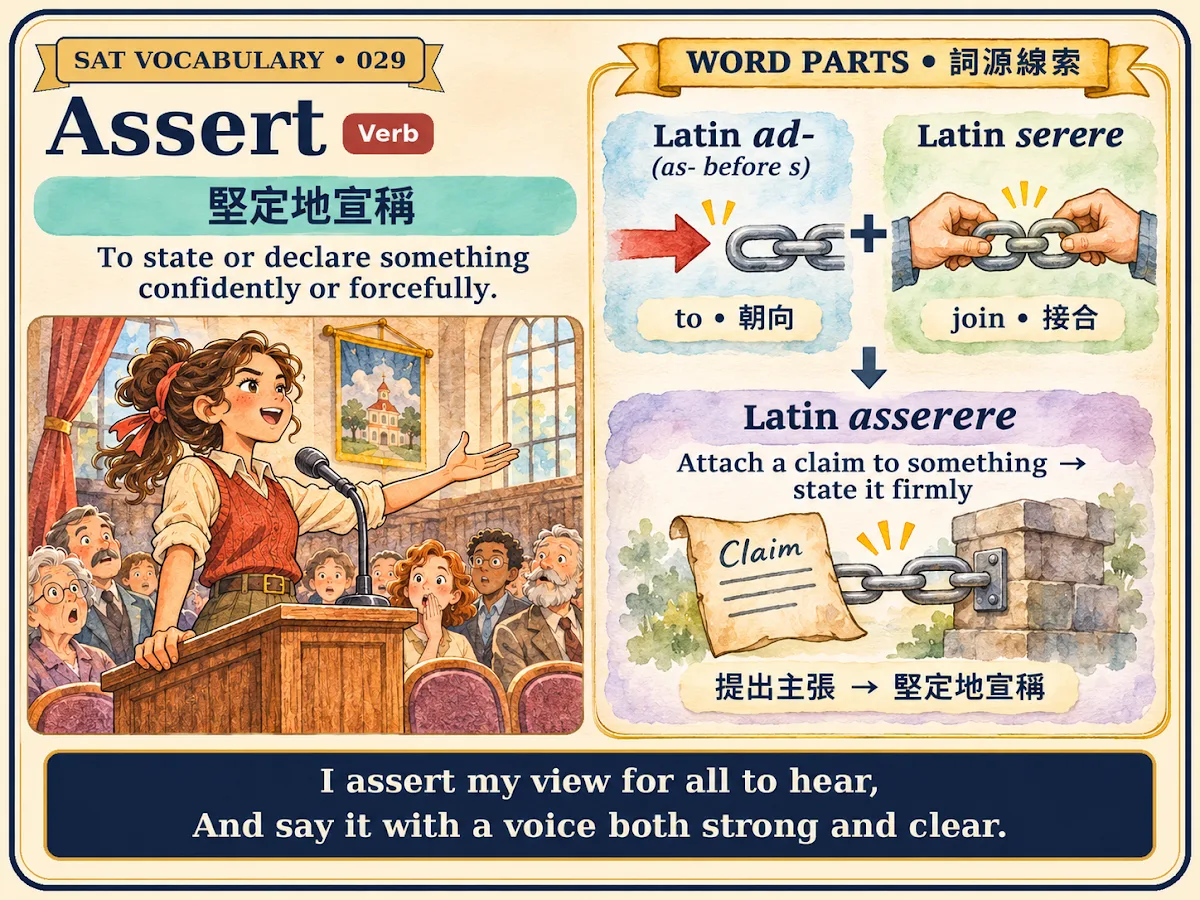 SAT VOCABULARY • 029
Assert Verb
堅定地宣稱
To state or declare something
confidently or forcefully.
WORD PARTS • 詞源線索
Latin ad-
(as- before s)
to • 朝向
+
Latin serere
join • 接合
Latin asserere
Attach a claim to something →
state it firmly
Claim
提出主張 → 堅定地宣稱
I assert my view for all to hear,
And say it with a voice both strong and clear.